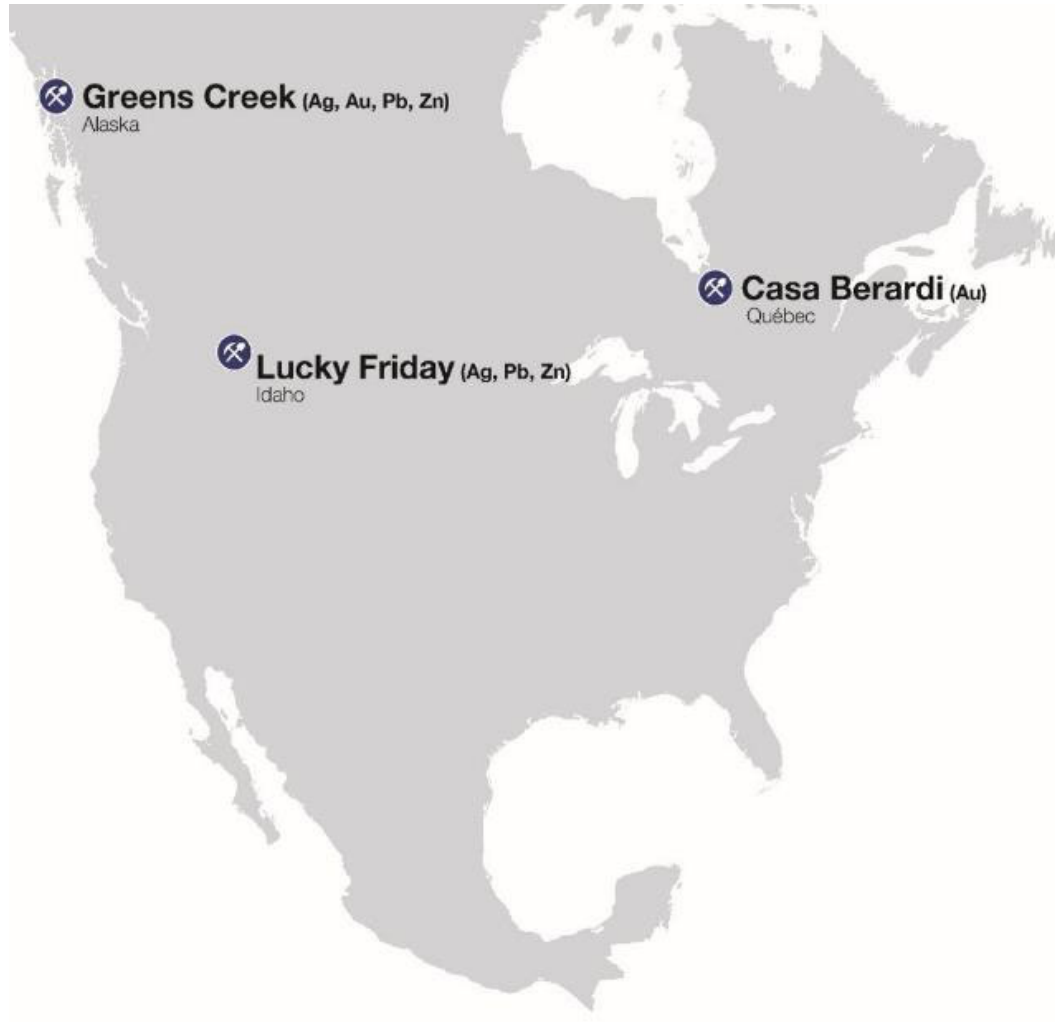 Greens Creek (Ag, Au, Pb, Zn)
Alaska
Casa Berardi (Au)
Québec
Lucky Friday (Ag, Pb, Zn)
Idaho